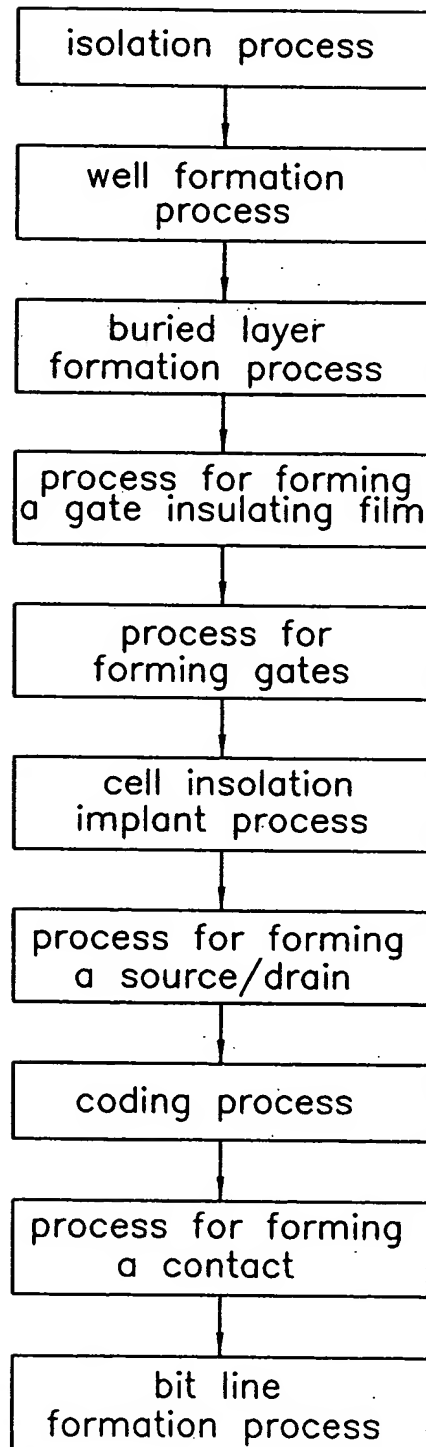 isolation process
well formation
process
buried layer
formation process
process for forming
a gate insulating film
process for
forming gates
cell insolation
implant process
process for forming
a source/drain
coding process
process for forming
a contact
bit line
formation process